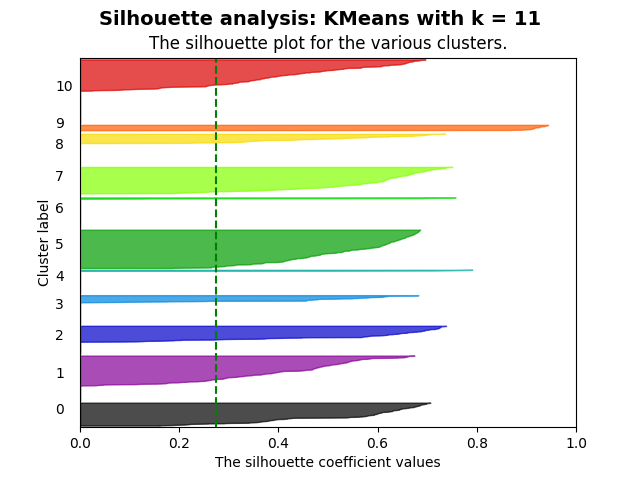 Silhouette analysis: KMeans with k = 11
The silhouette plot for the various clusters.
Cluster label
10
9
8
7
6
5
4
3
2
1
0
0.0 0.2 0.4 0.6 0.8 1.0
The silhouette coefficient values